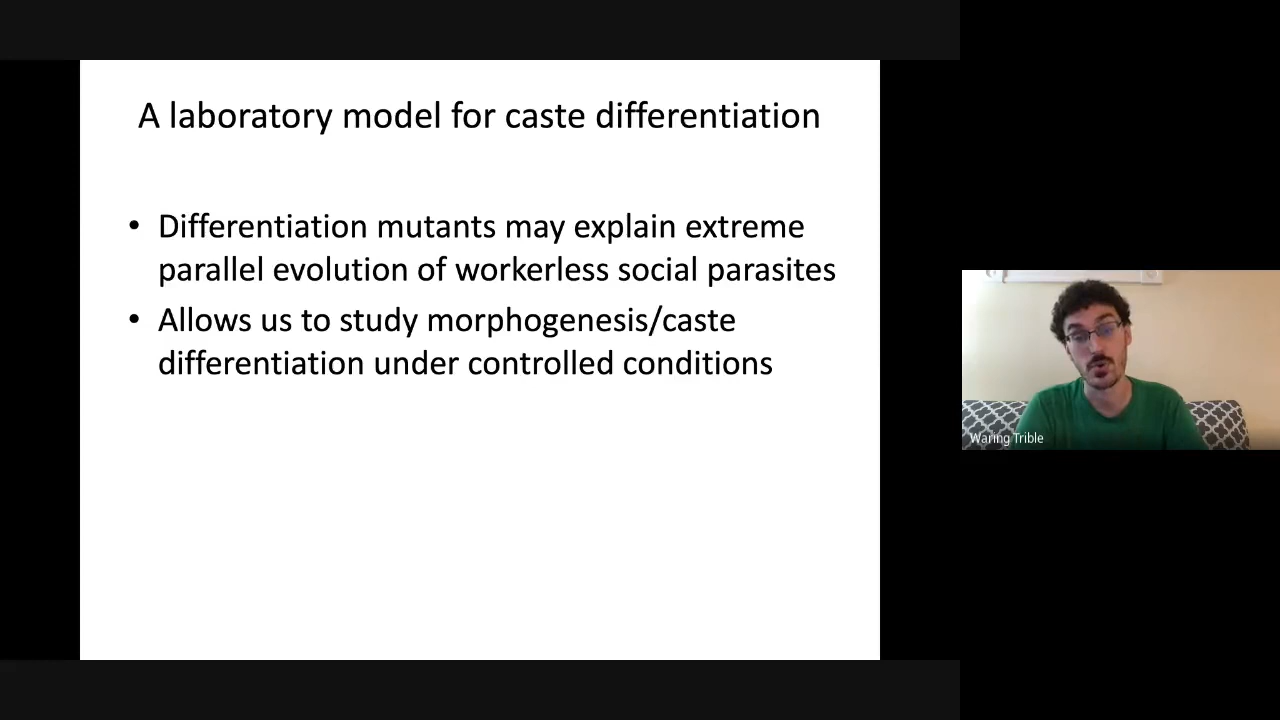 A laboratory model for caste differentiation
• Differentiation mutants may explain extreme
parallel evolution of workerless social parasites
• Allows us to study morphogenesis/caste
differentiation under controlled conditions
Waring Trible